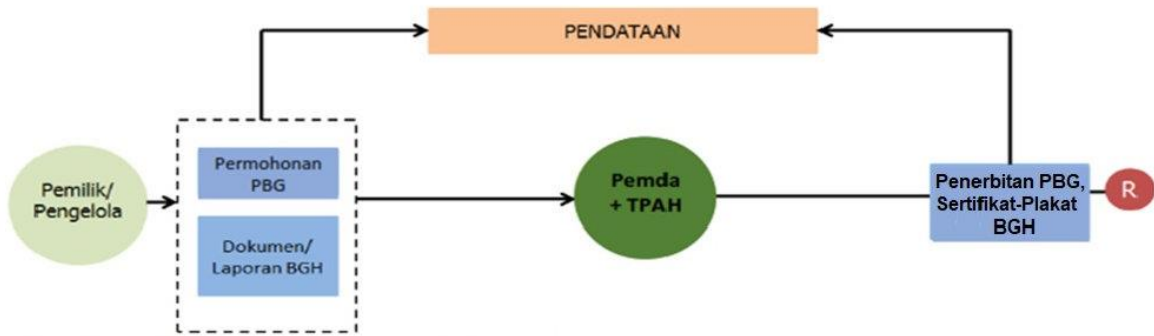 PENDATAAN
Pemilik/
Pengelola
Permohonan
PBG
Dokumen/
Laporan BGH
Pemda
+ TPAH
Penerbitan PBG,
Sertifikat-Plakat
BGH
R